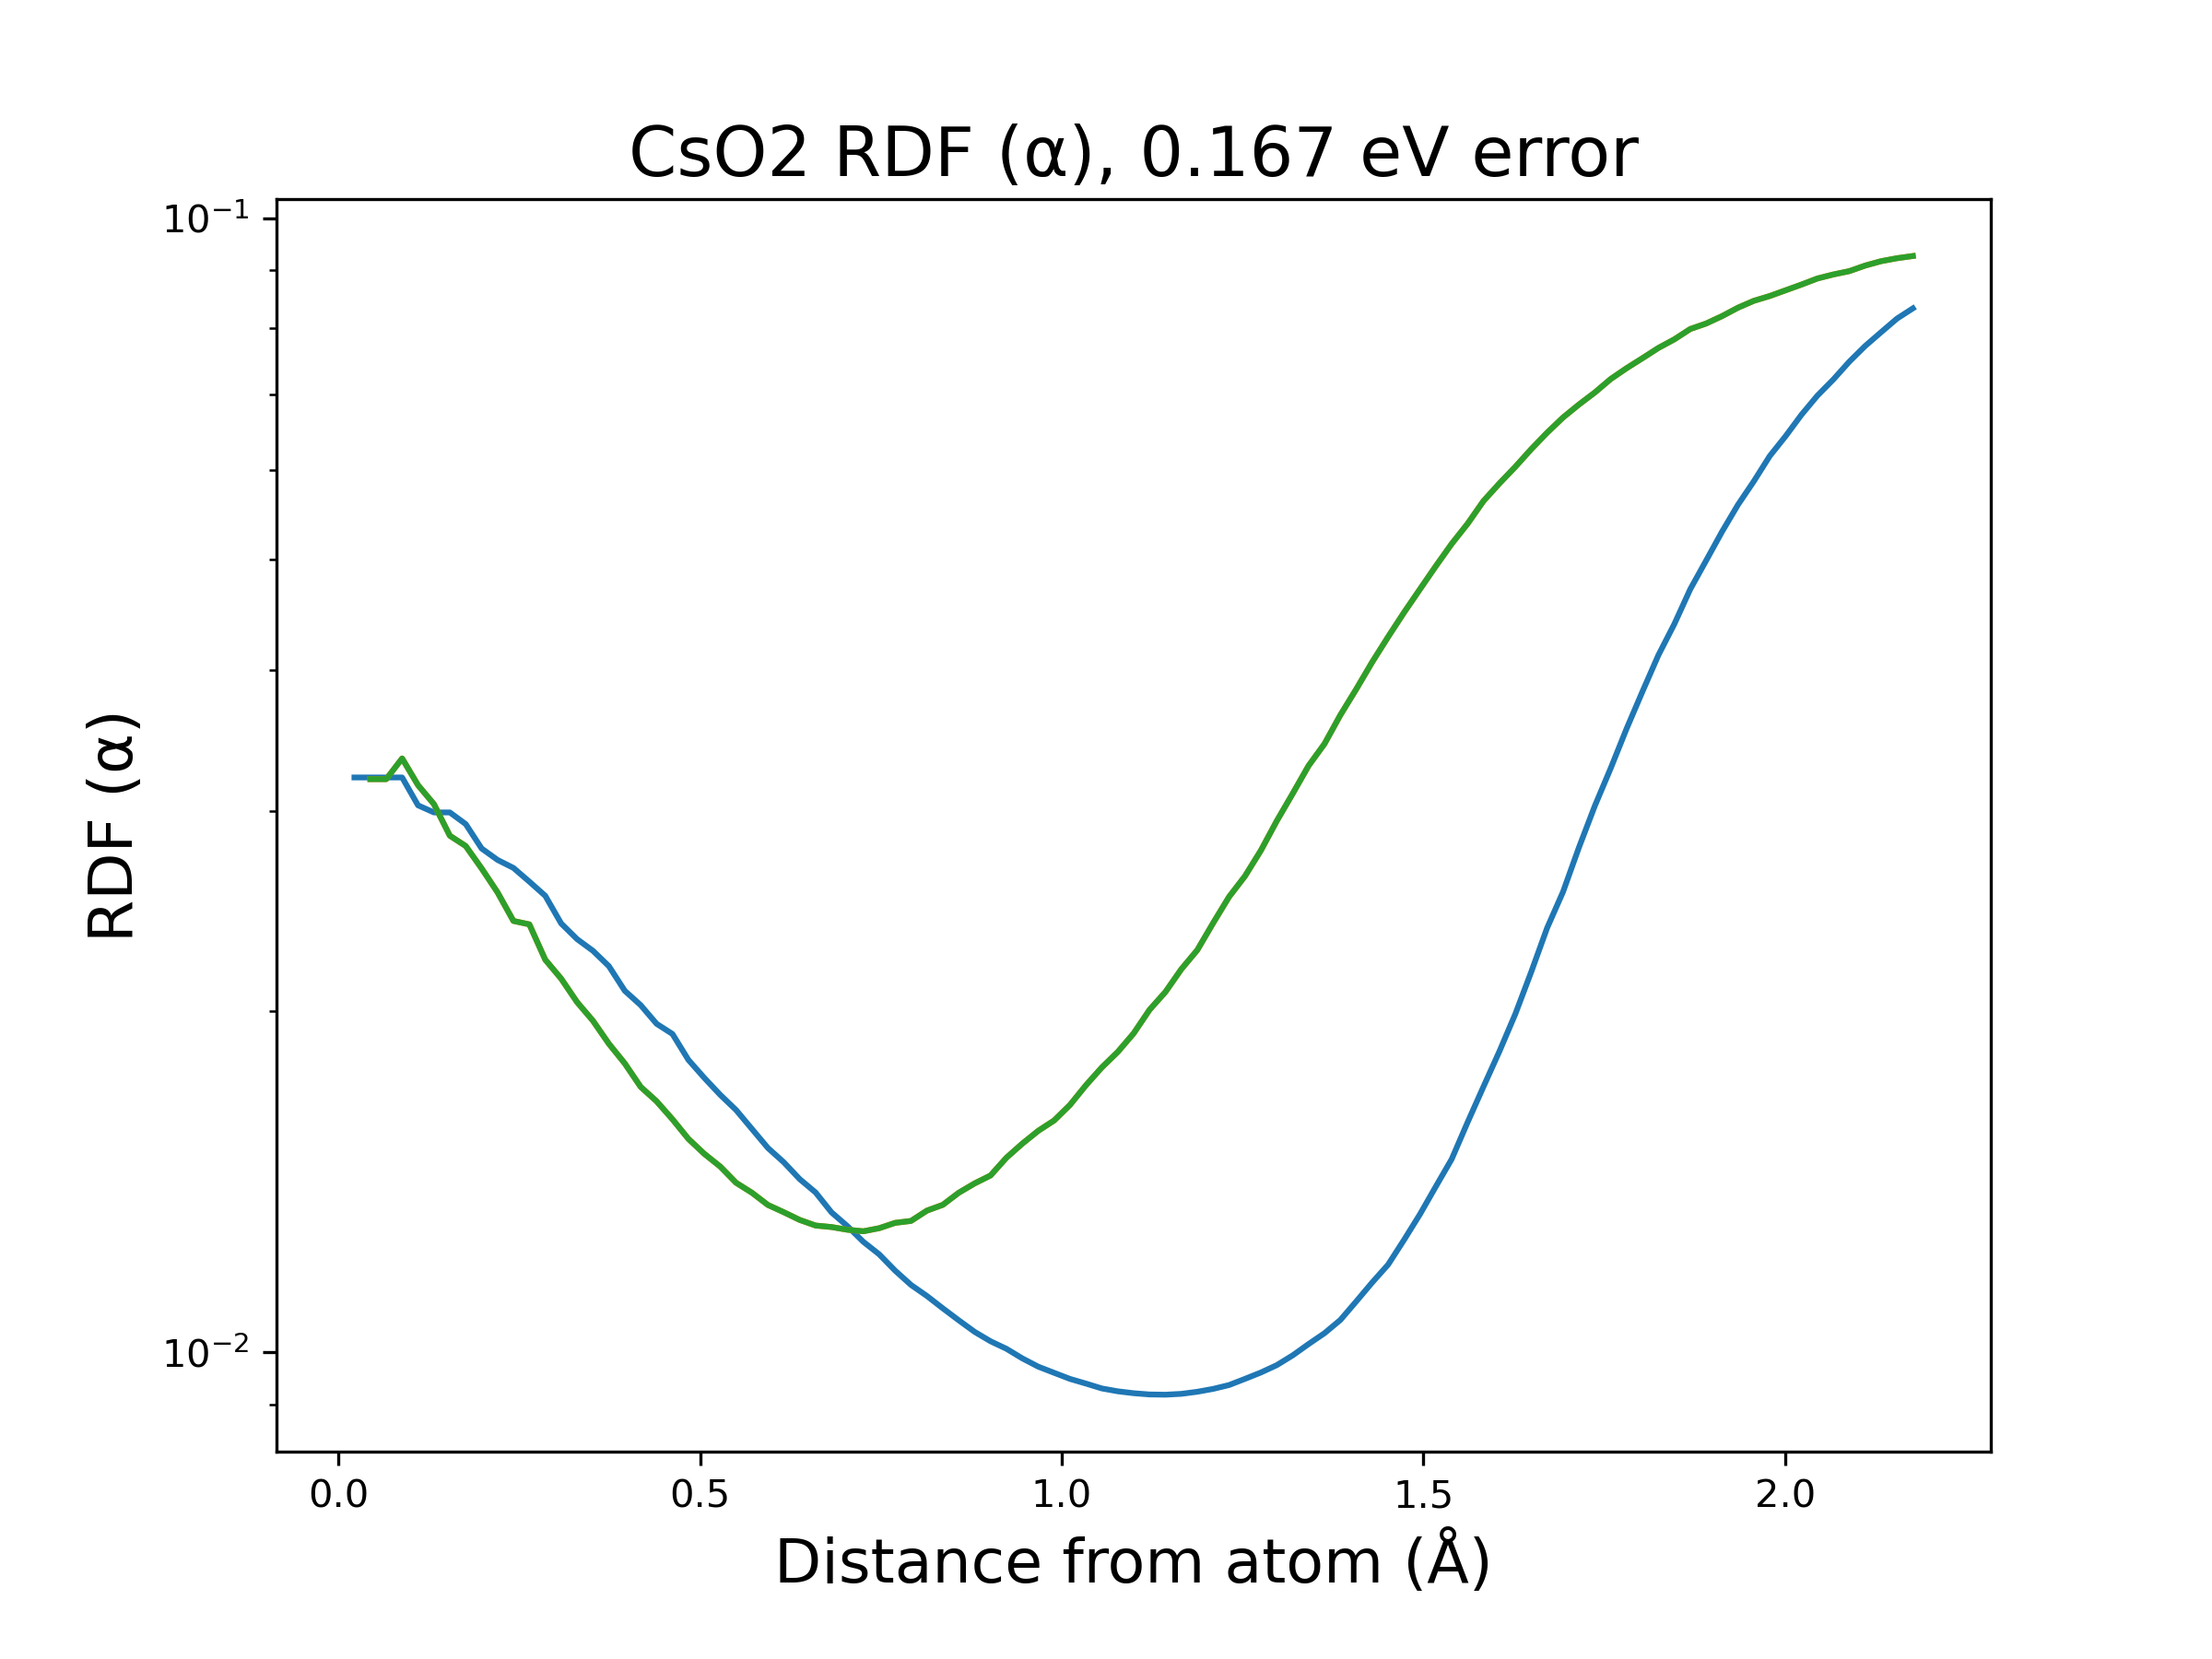 CsO2 RDF (α), 0.167 eV error
10⁻¹
RDF (α)
10⁻²
0.0 0.5 1.0 1.5 2.0
Distance from atom (Å)